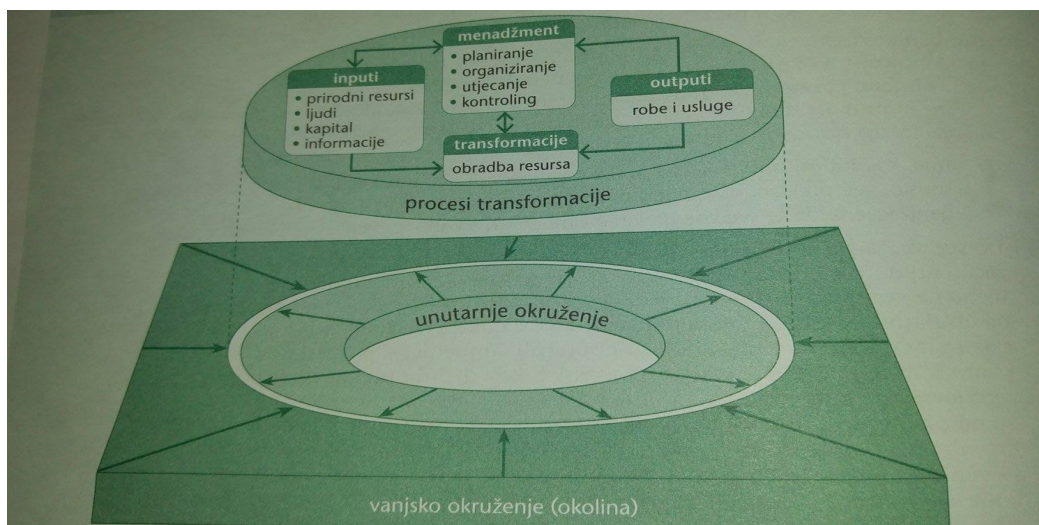 menadžment
• planiranje
• organiziranje
• utjecanje
• kontroling
inputi
• prirodni resursi
• ljudi
• kapital
• informacije
outputi
robe i usluge
transformacije
obradba resursa
procesi transformacije
unutarnje okruženje
vanjsko okruženje (okolina)